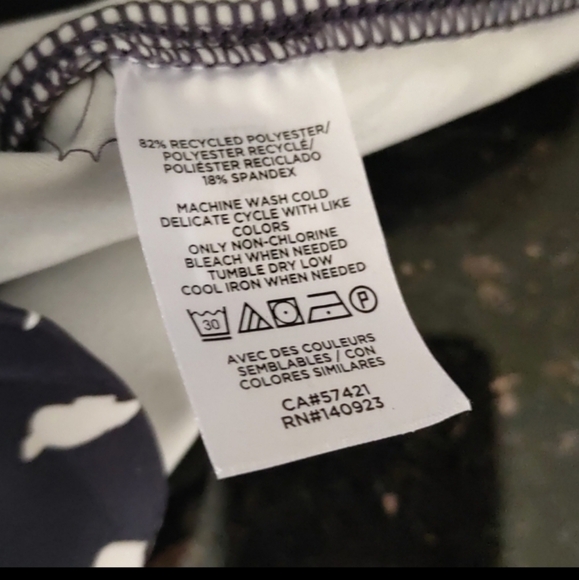 82% RECYCLED POLYESTER/
POLYESTER RECYCLÉ/
POLIÉSTER RECICLADO
18% SPANDEX
MACHINE WASH COLD
DELICATE CYCLE WITH LIKE
COLORS
ONLY NON-CHLORINE
BLEACH WHEN NEEDED
TUMBLE DRY LOW
COOL IRON WHEN NEEDED
30 P
AVEC DES COULEURS
SEMBLABLES / CON
COLORES SIMILARES
CA#57421
RN#140923